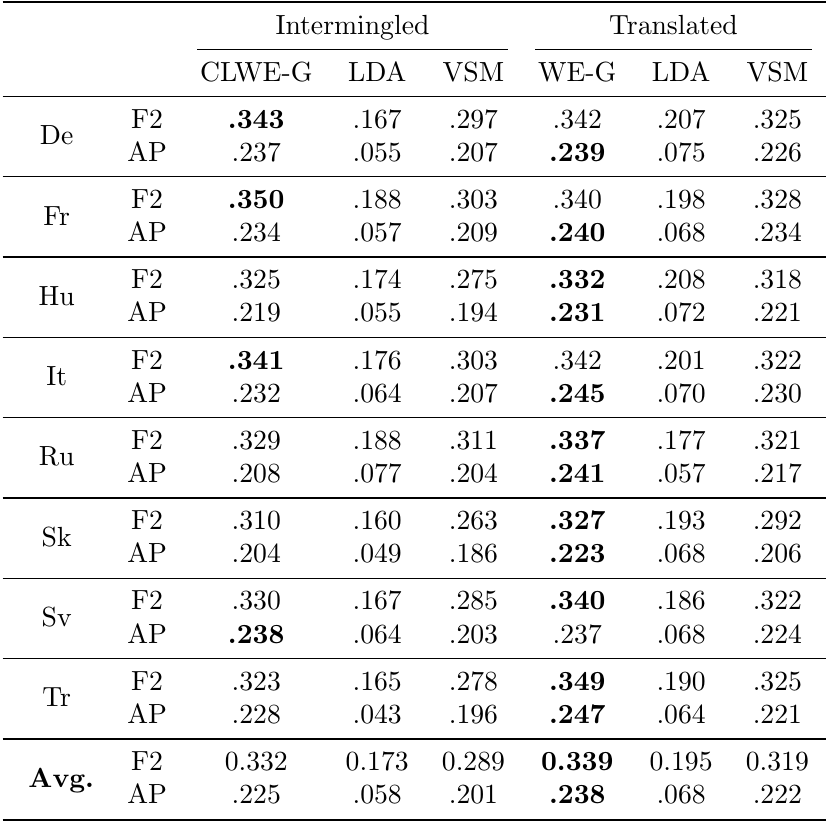 Intermingled Translated
CLWE-G LDA VSM WE-G LDA VSM
De F2 .343 .167 .297 .342 .207 .325
AP .237 .055 .207 .239 .075 .226
Fr F2 .350 .188 .303 .340 .198 .328
AP .234 .057 .209 .240 .068 .234
Hu F2 .325 .174 .275 .332 .208 .318
AP .219 .055 .194 .231 .072 .221
It F2 .341 .176 .303 .342 .201 .322
AP .232 .064 .207 .245 .070 .230
Ru F2 .329 .188 .311 .337 .177 .321
AP .208 .077 .204 .241 .057 .217
Sk F2 .310 .160 .263 .327 .193 .292
AP .204 .049 .186 .223 .068 .206
Sv F2 .330 .167 .285 .340 .186 .322
AP .238 .064 .203 .237 .068 .224
Tr F2 .323 .165 .278 .349 .190 .325
AP .228 .043 .196 .247 .064 .221
Avg. F2 0.332 0.173 0.289 0.339 0.195 0.319
AP .225 .058 .201 .238 .068 .222